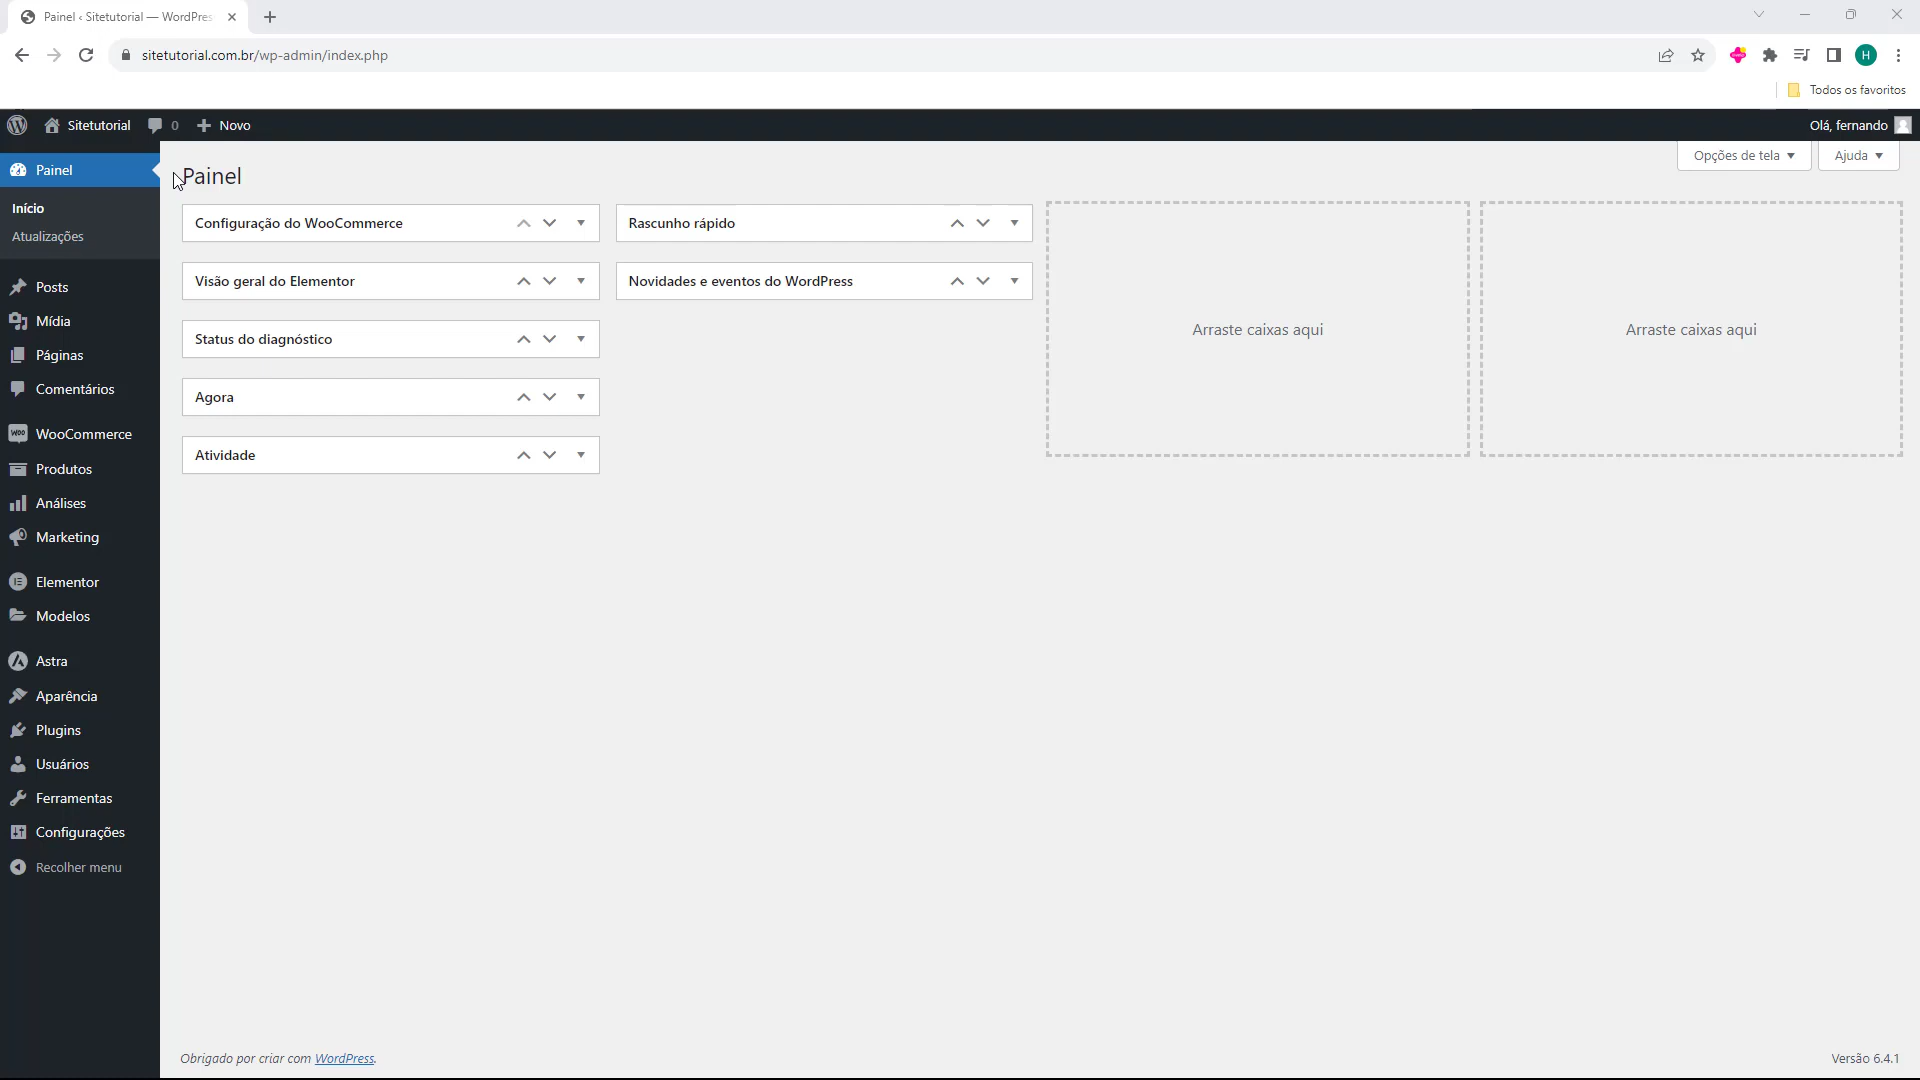 Painel ‹ Sitetutorial — WordPres
sitetutorial.com.br/wp-admin/index.php
H
Todos os favoritos
Sitetutorial
0
Novo
Olá, fernando
Painel
Início
Atualizações
Posts
Mídia
Páginas
Comentários
WooCommerce
Produtos
Análises
Marketing
Elementor
Modelos
Astra
Aparência
Plugins
Usuários
Ferramentas
Configurações
Recolher menu
Opções de tela
Ajuda
Painel
Configuração do WooCommerce
Visão geral do Elementor
Status do diagnóstico
Agora
Atividade
Rascunho rápido
Novidades e eventos do WordPress
Arraste caixas aqui
Arraste caixas aqui
Obrigado por criar com WordPress.
Versão 6.4.1